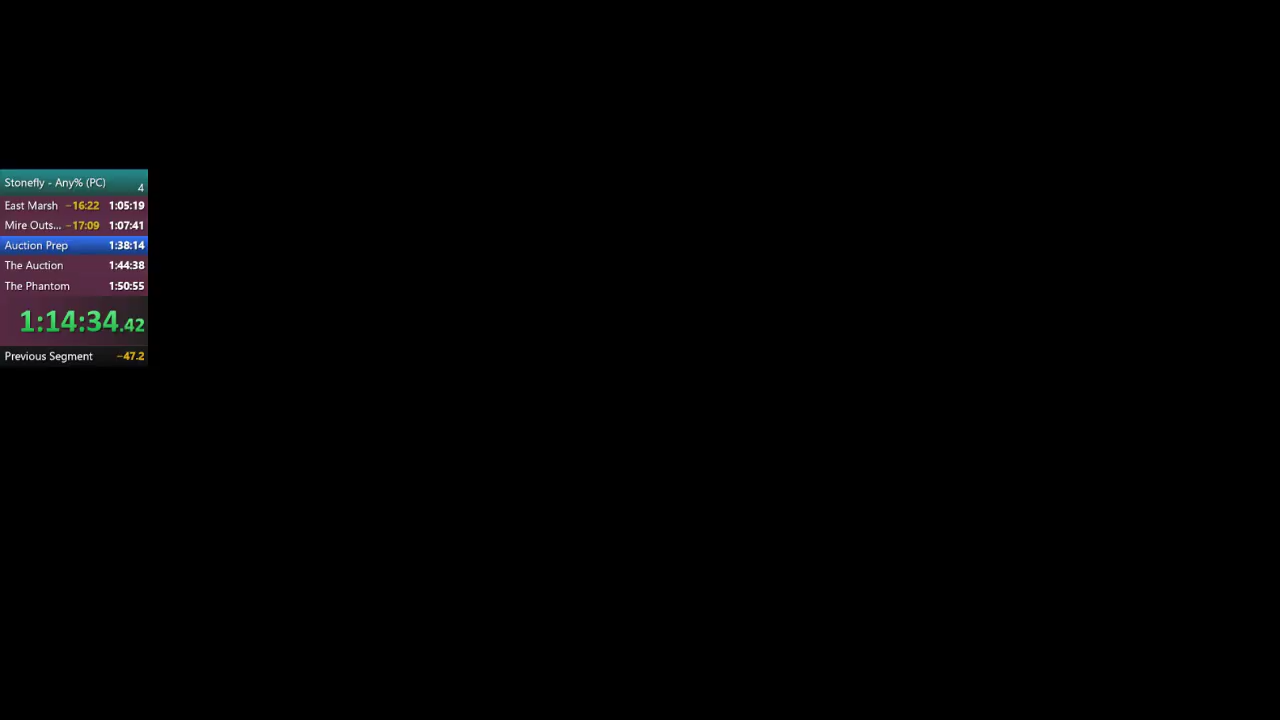 Stonefly - Any% (PC) 4
East Marsh -16:22 1:05:19
Mire Outs... -17:09 1:07:41
Auction Prep 1:38:14
The Auction 1:44:38
The Phantom 1:50:55
1:14:34.42
Previous Segment -47.2